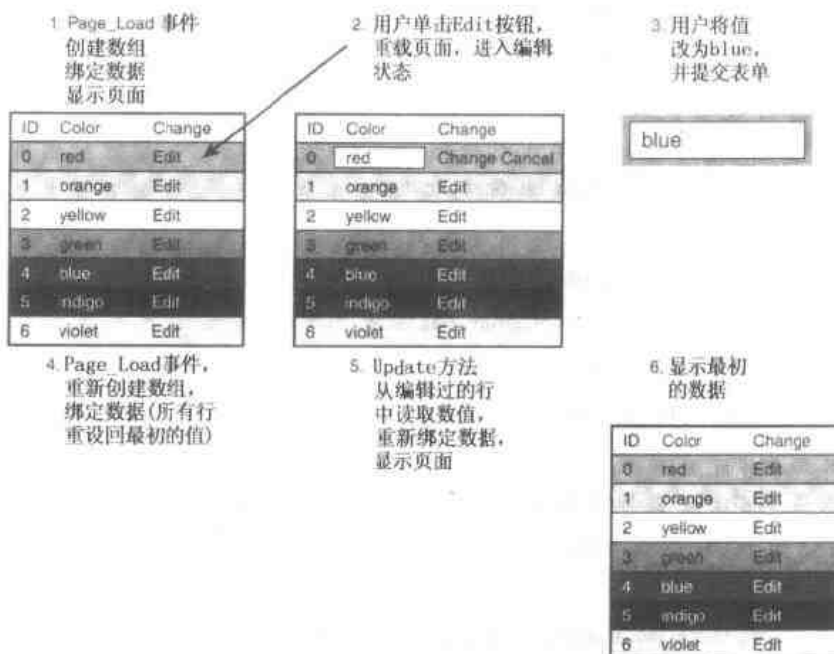 1. Page_Load 事件
创建数组
绑定数据
显示页面
2. 用户单击Edit按钮，
重载页面，进入编辑
状态
3. 用户将值
改为blue，
并提交表单
ID Color Change
0 red Edit
1 orange Edit
2 yellow Edit
3 green Edit
4 blue Edit
5 indigo Edit
6 violet Edit
ID Color Change
0 red Change Cancel
1 orange Edit
2 yellow Edit
3 green Edit
4 blue Edit
5 indigo Edit
6 violet Edit
blue
4. Page_Load事件，
重新创建数组，
绑定数据(所有行
重设回最初的值)
5. Update方法
从编辑过的行
中读取数值，
重新绑定数据，
显示页面
6. 显示最初
的数据
ID Color Change
0 red Edit
1 orange Edit
2 yellow Edit
3 green Edit
4 blue Edit
5 indigo Edit
6 violet Edit